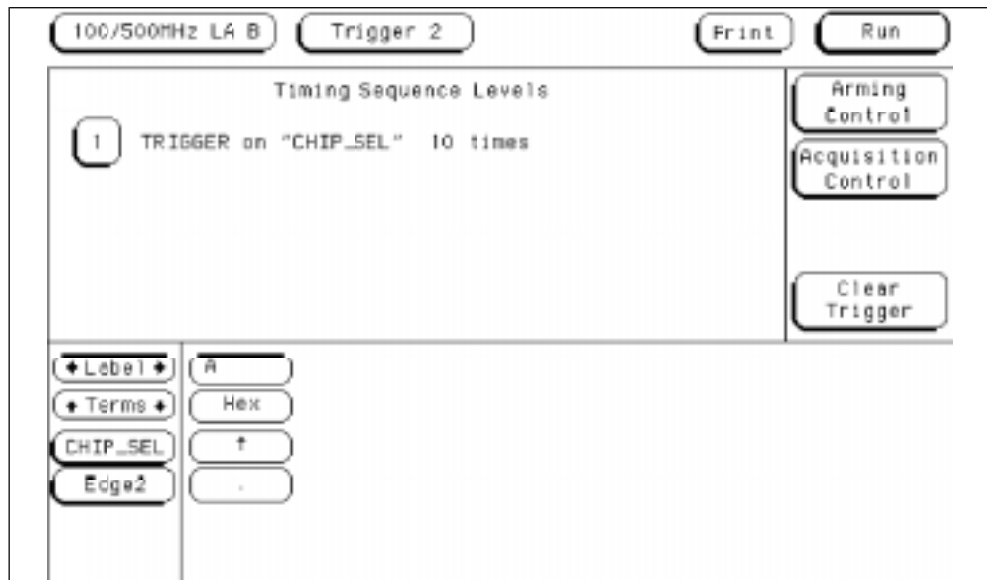 100/500MHz LA B Trigger 2 Print Run
Timing Sequence Levels
1 TRIGGER on "CHIP_SEL" 10 times
Arming
Control
Acquisition
Control
Clear
Trigger
Label A
Terms Hex
CHIP_SEL ↑
Edge2 .